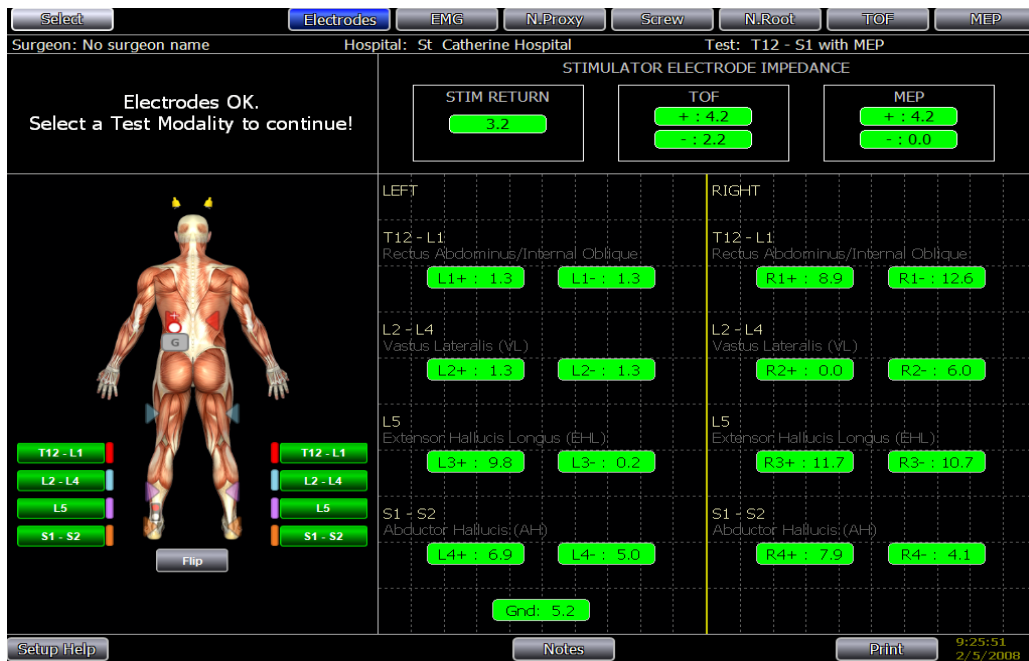 Select Electrodes EMG N.Proxy Screw N.Root TOF MEP
Surgeon: No surgeon name Hospital: St Catherine Hospital Test: T12 - S1 with MEP
Electrodes OK.
Select a Test Modality to continue!
STIMULATOR ELECTRODE IMPEDANCE
STIM RETURN
3.2
TOF
+ : 4.2
- : 2.2
MEP
+ : 4.2
- : 0.0
G
T12 - L1
L2 - L4
L5
S1 - S2
T12 - L1
L2 - L4
L5
S1 - S2
Flip
LEFT
T12 - L1
Rectus Abdominus/Internal Oblique
L1+ : 1.3 L1- : 1.3
L2 - L4
Vastus Lateralis (VL)
L2+ : 1.3 L2- : 1.3
L5
Extensor Hallucis Longus (EHL)
L3+ : 9.8 L3- : 0.2
S1 - S2
Abductor Hallucis (AH)
L4+ : 6.9 L4- : 5.0
Gnd: 5.2
RIGHT
T12 - L1
Rectus Abdominus/Internal Oblique
R1+ : 8.9 R1- : 12.6
L2 - L4
Vastus Lateralis (VL)
R2+ : 0.0 R2- : 6.0
L5
Extensor Hallucis Longus (EHL)
R3+ : 11.7 R3- : 10.7
S1 - S2
Abductor Hallucis (AH)
R4+ : 7.9 R4- : 4.1
Setup Help Notes Print
9:25:51
2/5/2008